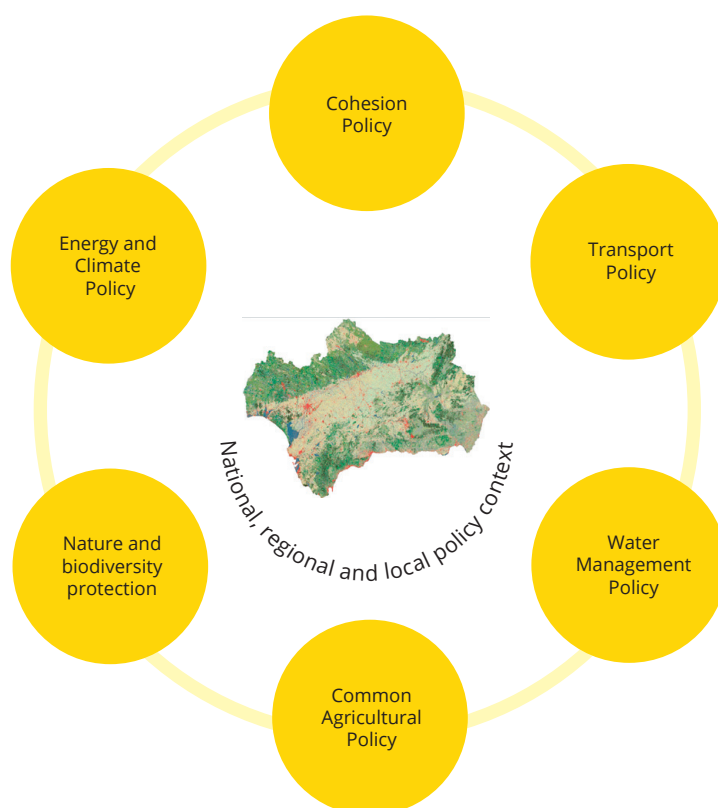 Cohesion
Policy
Energy and
Climate
Policy
Transport
Policy
National, regional and local policy context
Nature and
biodiversity
protection
Water
Management
Policy
Common
Agricultural
Policy